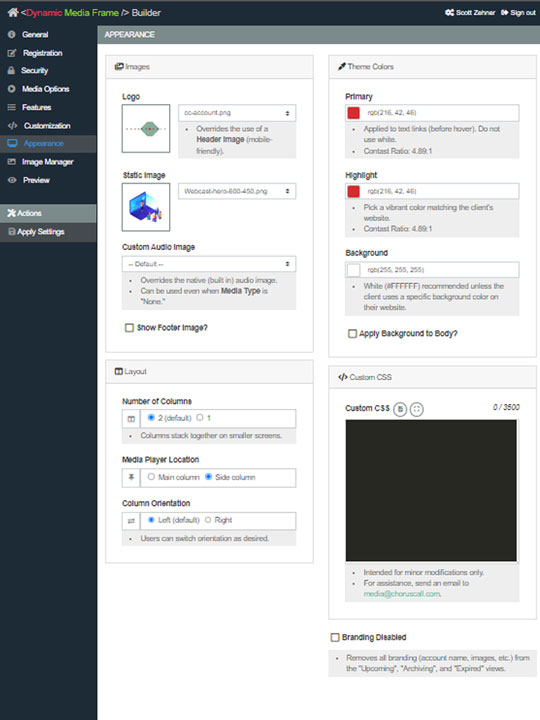 <Dynamic Media Frame /> Builder
Scott Zehner Sign out
General
Registration
Security
Media Options
Features
Customization
Appearance
Image Manager
Preview
Actions
Apply Settings
APPEARANCE
Images
Logo
cc-account.png
Overrides the use of a
Header Image (mobile-
friendly).
Static Image
Webcast-hero-600-450.png
Custom Audio Image
-- Default --
Overrides the native (built in) audio image.
Can be used even when Media Type is
"None."
Show Footer Image?
Layout
Number of Columns
2 (default) 1
Columns stack together on smaller screens.
Media Player Location
Main column Side column
Column Orientation
Left (default) Right
Users can switch orientation as desired.
Theme Colors
Primary
rgb(216, 42, 46)
Applied to text links (before hover). Do not
use white.
Contast Ratio: 4.89:1
Highlight
rgb(216, 42, 46)
Pick a vibrant color matching the client's
website.
Contast Ratio: 4.89:1
Background
rgb(255, 255, 255)
White (#FFFFFF) recommended unless the
client uses a specific background color on
their website.
Apply Background to Body?
Custom CSS
Custom CSS 0 / 3500
Intended for minor modifications only.
For assistance, send an email to
media@choruscall.com.
Branding Disabled
Removes all branding (account name, images, etc.) from
the "Upcoming", "Archiving", and "Expired" views.